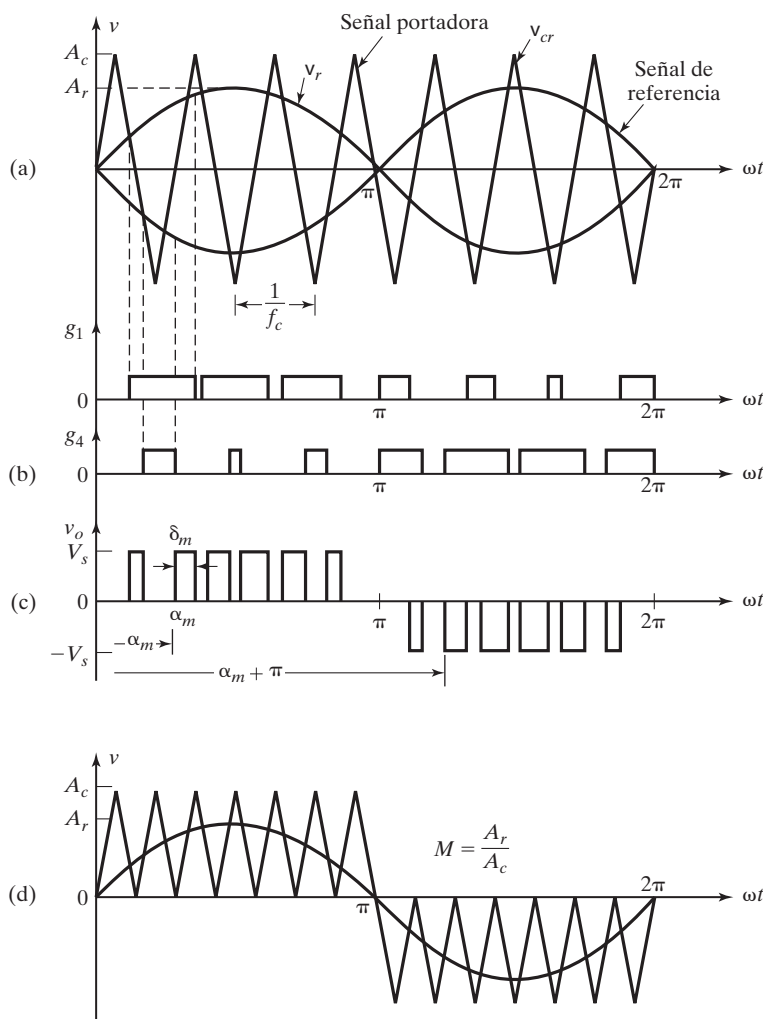 v
Señal portadora
A_c
v_cr
A_r
v_r
Señal de
referencia
(a)
π
2π
ωt
1/f_c
g_1
0
π
2π
ωt
g_4
(b)
0
π
2π
ωt
v_o
V_s
δ_m
(c)
0
α_m
π
2π
ωt
α_m
−V_s
α_m + π
v
A_c
A_r
M = A_r/A_c
(d)
0
π
2π
ωt